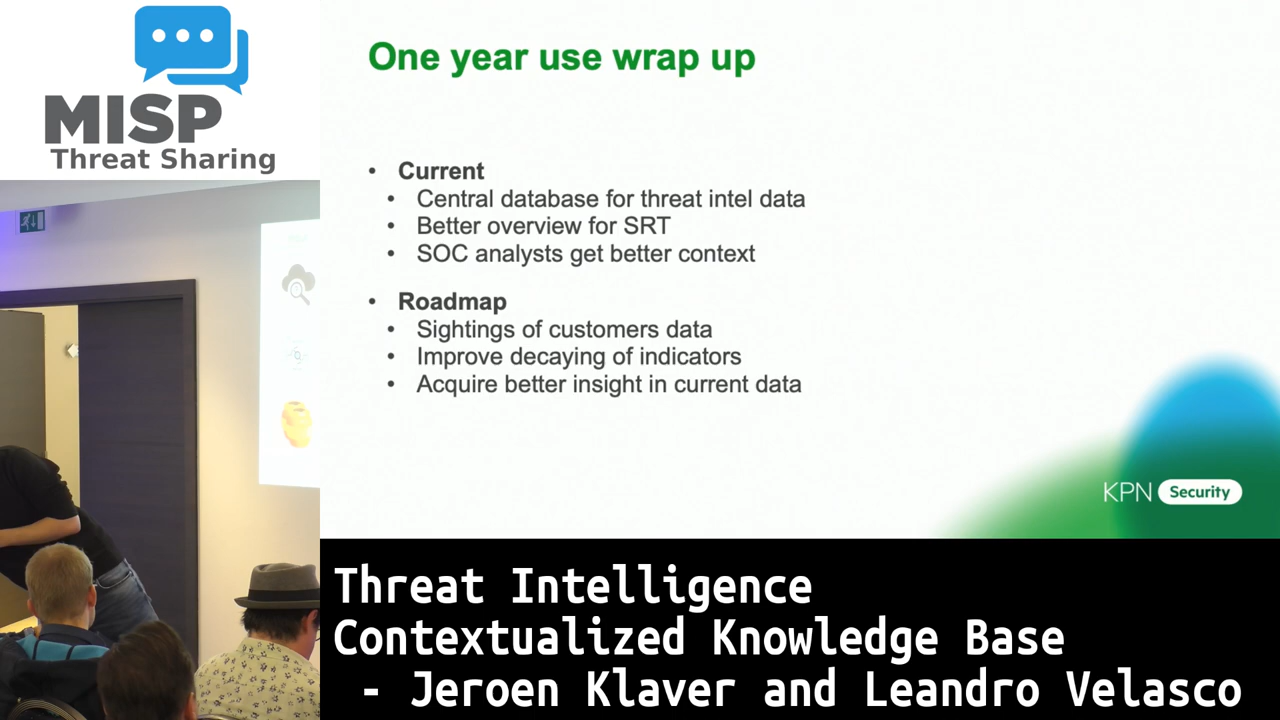 MISP
Threat Sharing
One year use wrap up
• Current
• Central database for threat intel data
• Better overview for SRT
• SOC analysts get better context
• Roadmap
• Sightings of customers data
• Improve decaying of indicators
• Acquire better insight in current data
KPN Security
Threat Intelligence
Contextualized Knowledge Base
- Jeroen Klaver and Leandro Velasco